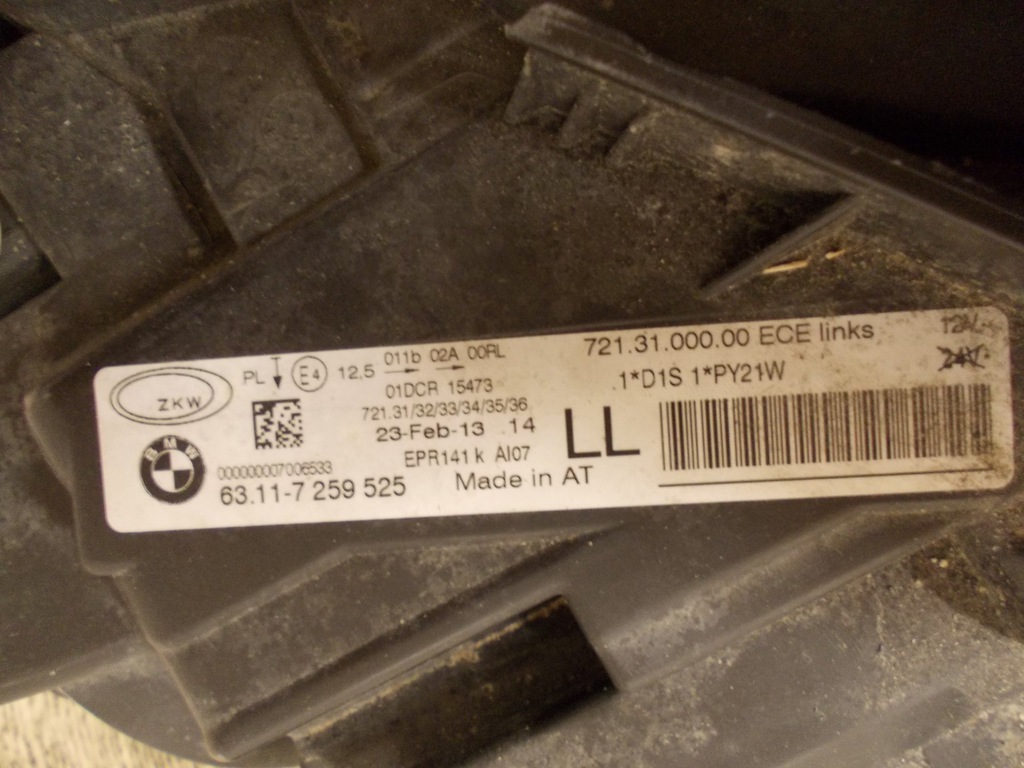 ZKW
PL I E4 12,5 011b 02A 00RL
01DCR 15473
721.31/32/33/34/35/36
23-Feb-13 .14
EPR141 k AI07
BMW
000000007006533
63.11-7 259 525
Made in AT
LL
721.31.000.00 ECE links
.1*D1S 1*PY21W
12V
24V